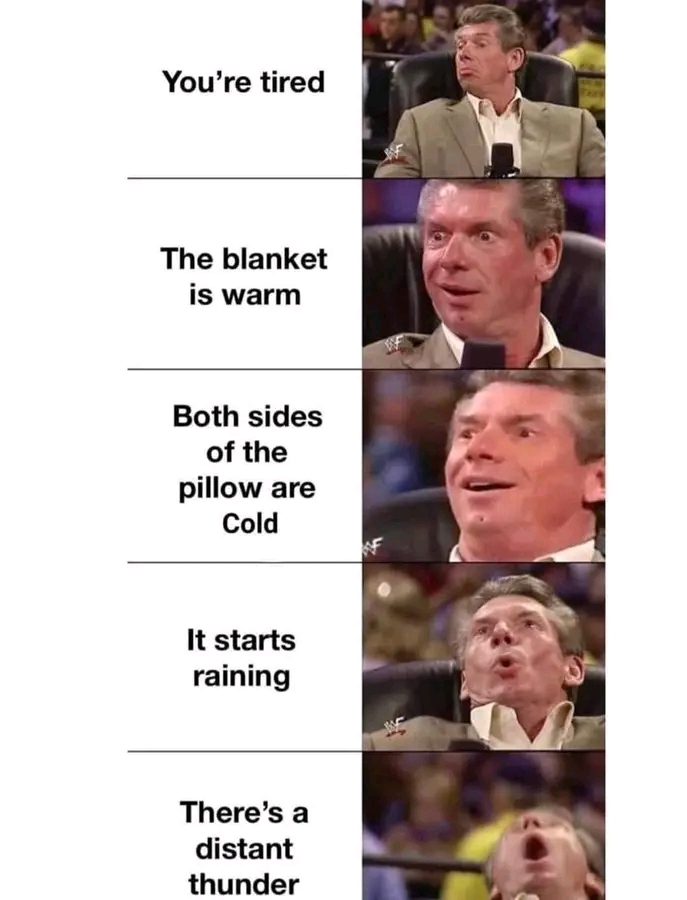 You're tired
The blanket
is warm
Both sides
of the
pillow are
Cold
It starts
raining
There's a
distant
thunder